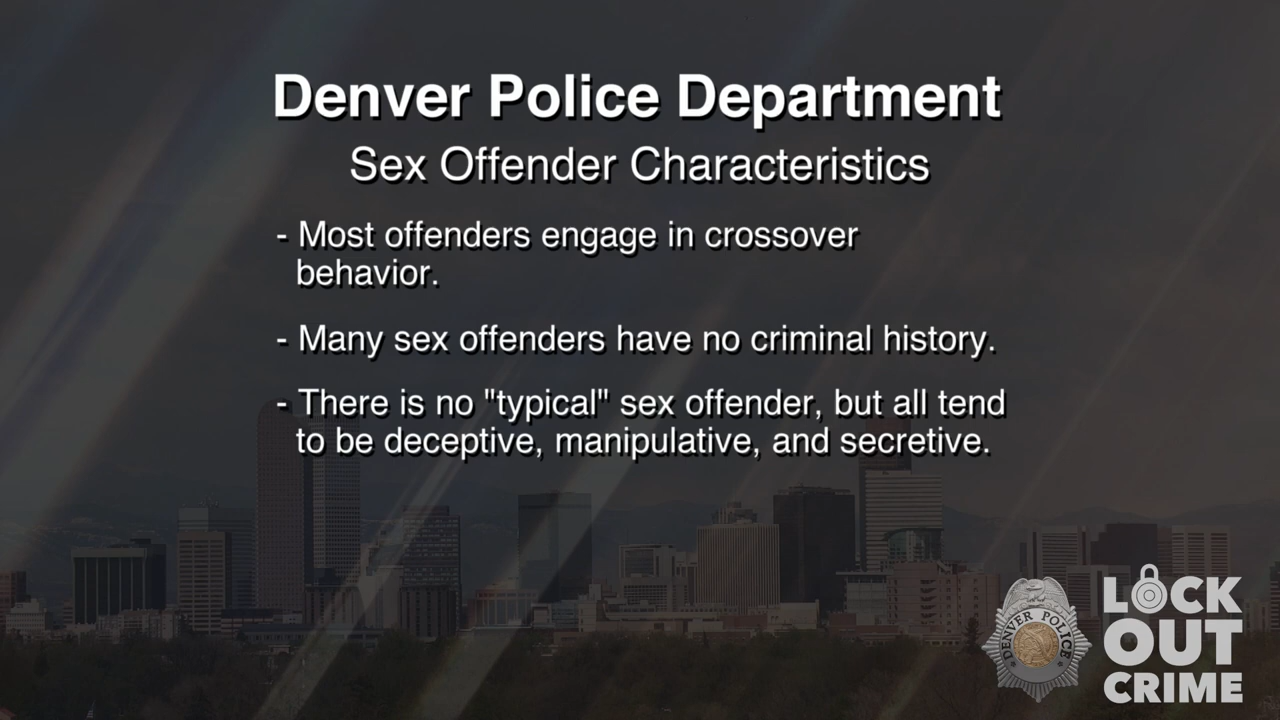 Denver Police Department
Sex Offender Characteristics
- Most offenders engage in crossover
behavior.
- Many sex offenders have no criminal history.
- There is no "typical" sex offender, but all tend
to be deceptive, manipulative, and secretive.
DENVER POLICE
LOCK
OUT
CRIME